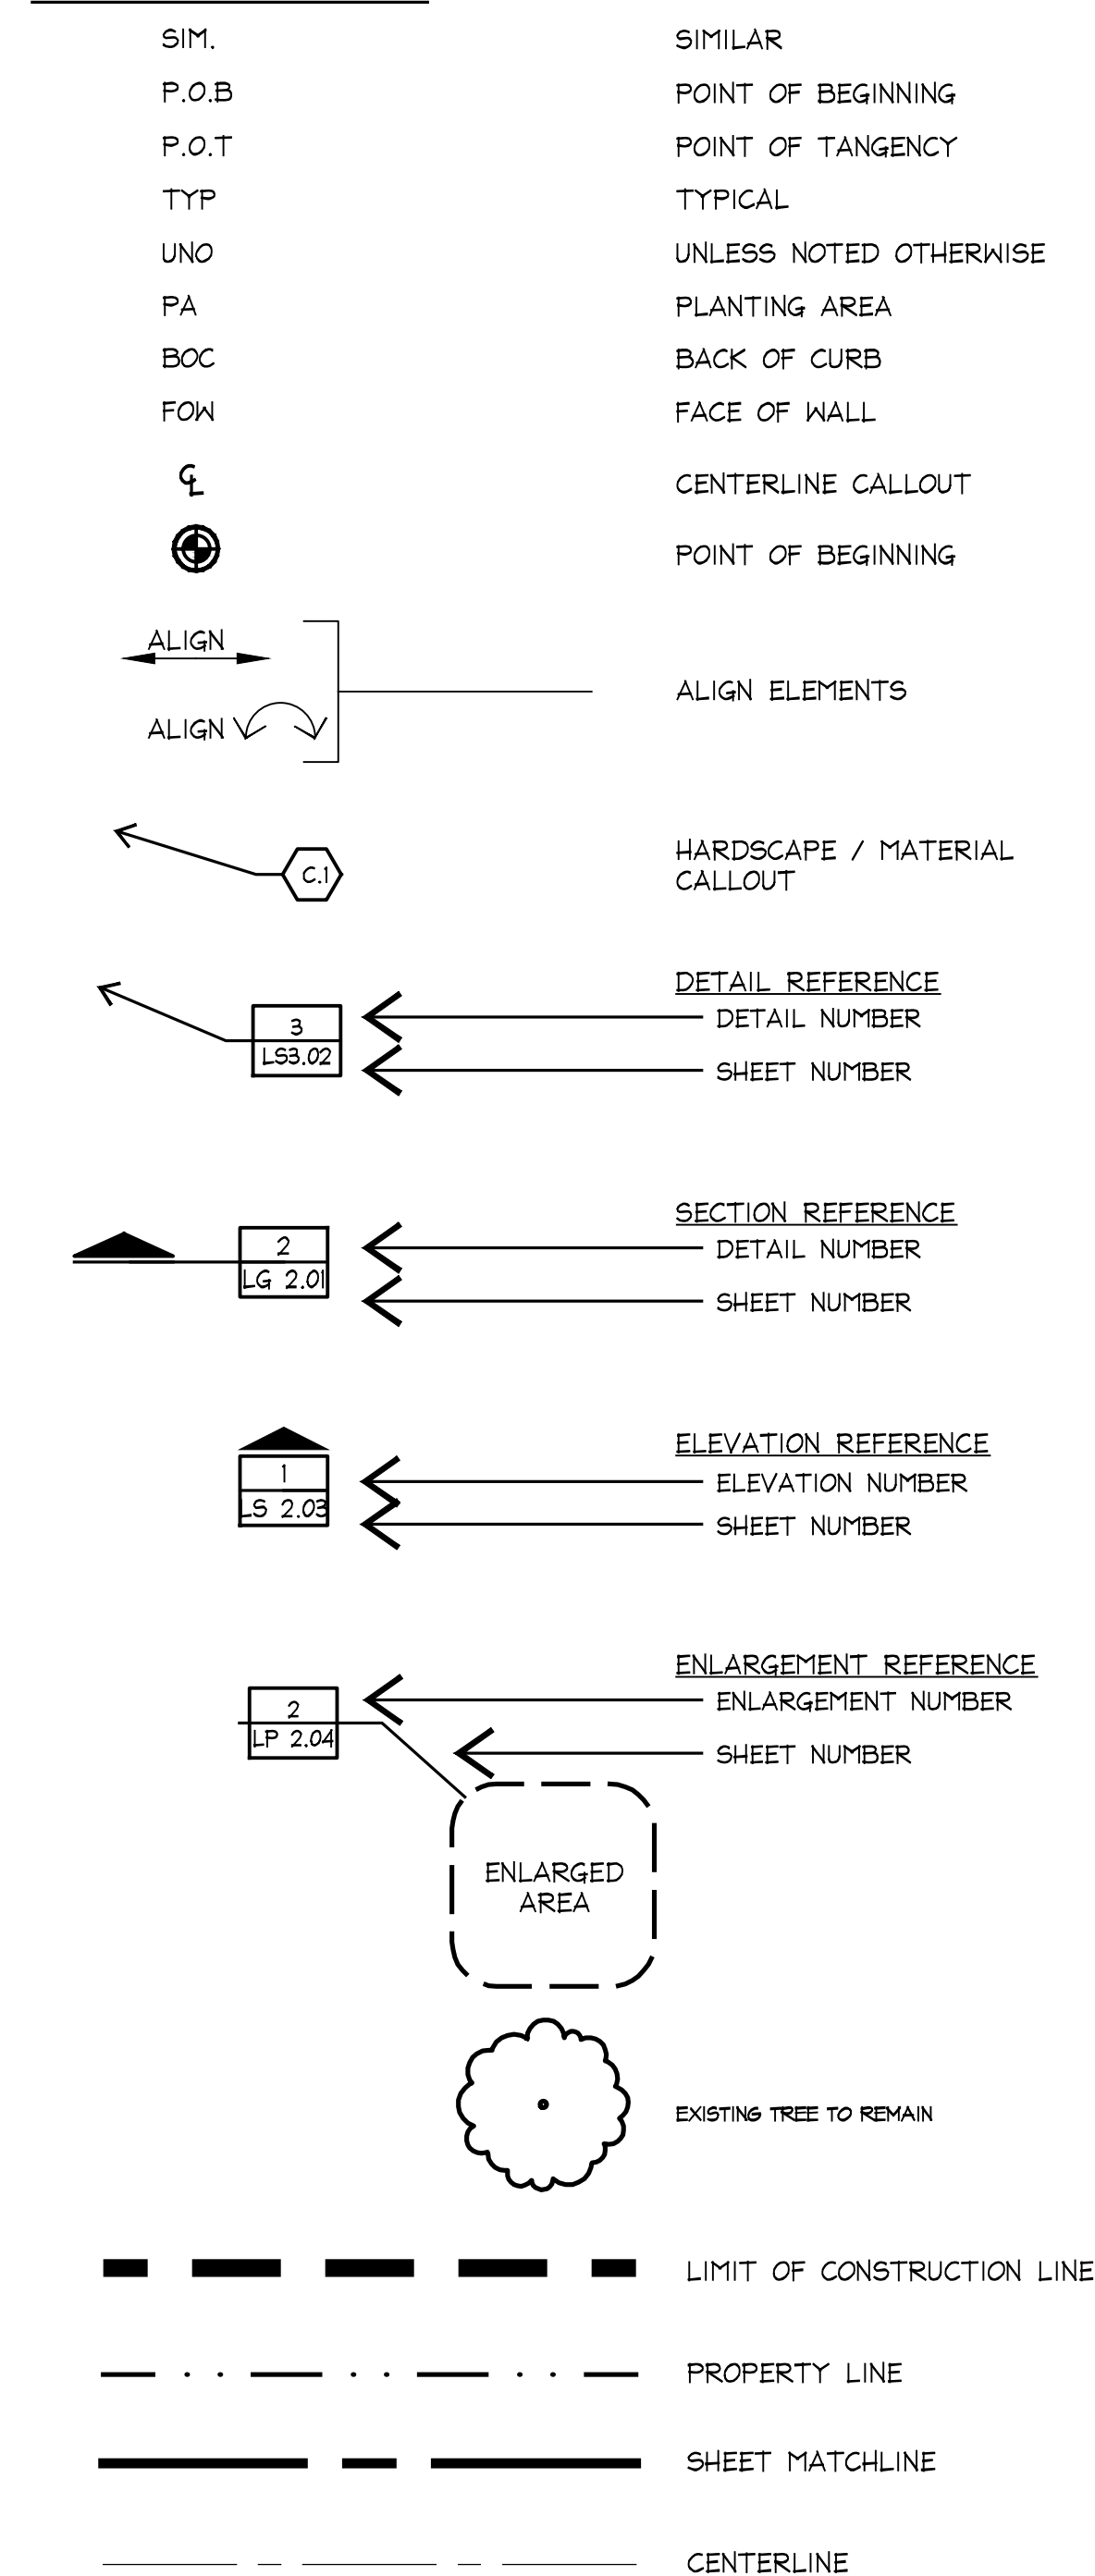 SIM. SIMILAR
P.O.B POINT OF BEGINNING
P.O.T POINT OF TANGENCY
TYP TYPICAL
UNO UNLESS NOTED OTHERWISE
PA PLANTING AREA
BOC BACK OF CURB
FOW FACE OF WALL
℄ CENTERLINE CALLOUT
POINT OF BEGINNING
ALIGN
ALIGN ELEMENTS
ALIGN
HARDSCAPE / MATERIAL
C.1 CALLOUT
DETAIL REFERENCE
3 DETAIL NUMBER
LS3.02 SHEET NUMBER
SECTION REFERENCE
2 DETAIL NUMBER
LG 2.01 SHEET NUMBER
ELEVATION REFERENCE
1 ELEVATION NUMBER
LS 2.03 SHEET NUMBER
ENLARGEMENT REFERENCE
2 ENLARGEMENT NUMBER
LP 2.04 SHEET NUMBER
ENLARGED
AREA
EXISTING TREE TO REMAIN
LIMIT OF CONSTRUCTION LINE
PROPERTY LINE
SHEET MATCHLINE
CENTERLINE